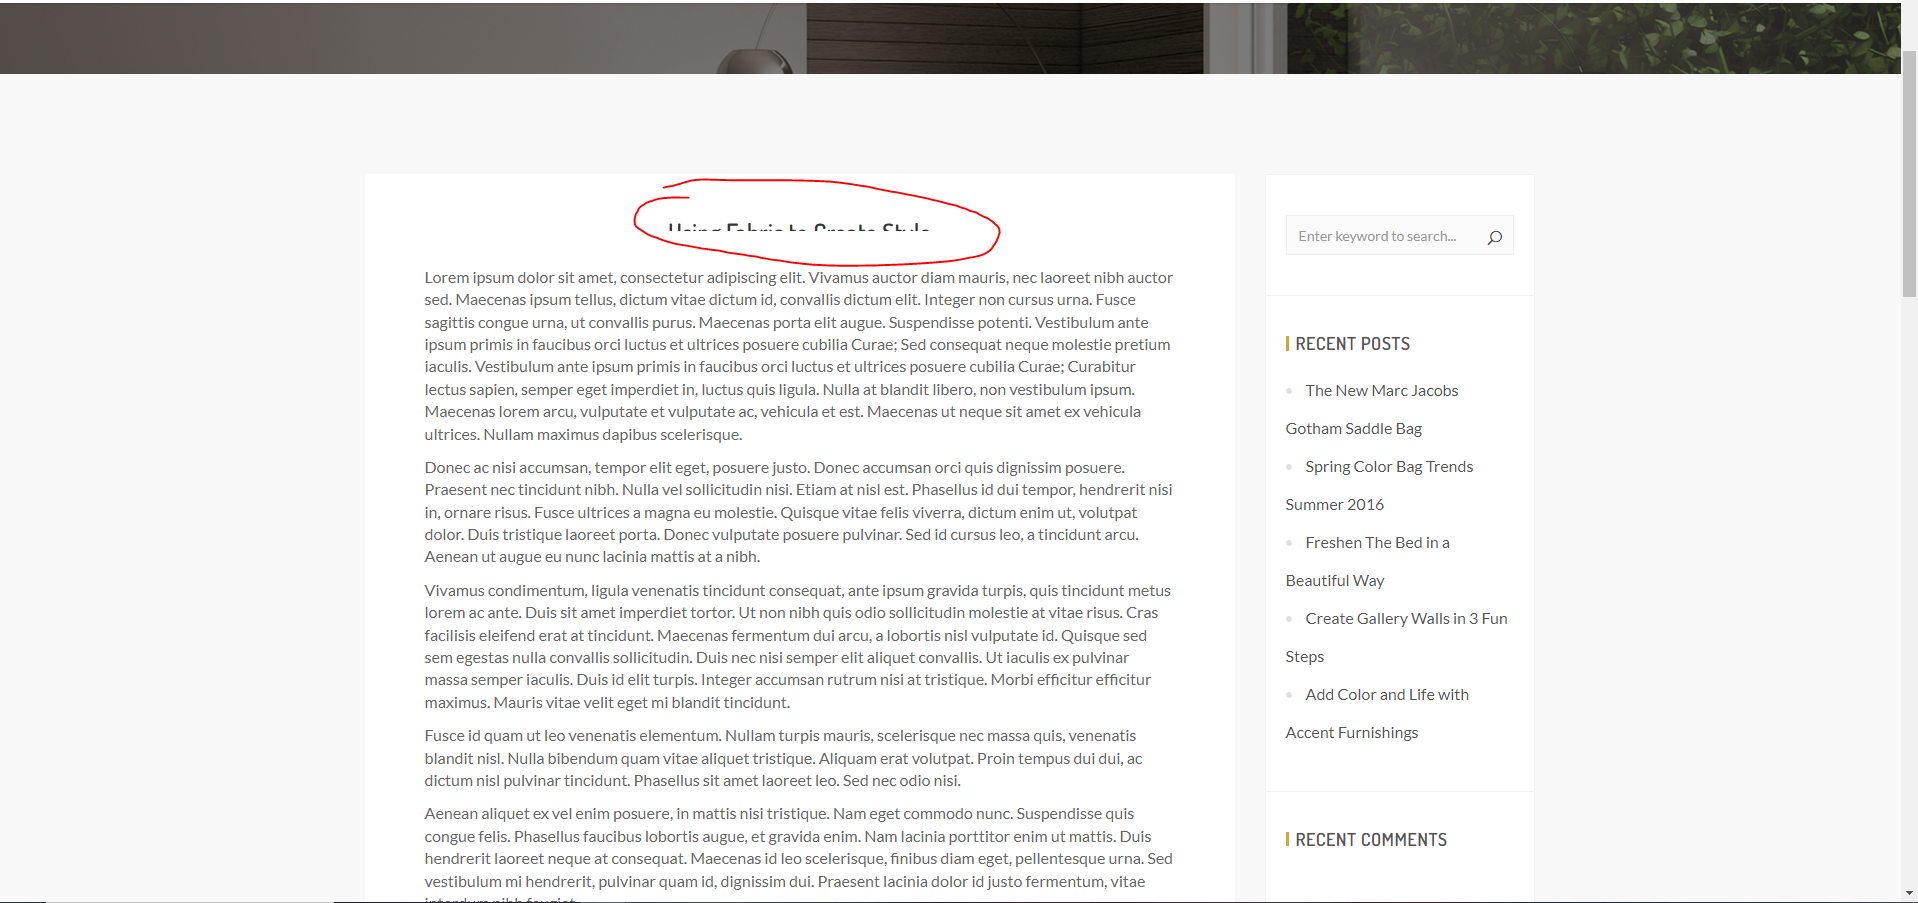 Using Fabric to Create Style
Lorem ipsum dolor sit amet, consectetur adipiscing elit. Vivamus auctor diam mauris, nec laoreet nibh auctor
sed. Maecenas ipsum tellus, dictum vitae dictum id, convallis dictum elit. Integer non cursus urna. Fusce
sagittis congue urna, ut convallis purus. Maecenas porta elit augue. Suspendisse potenti. Vestibulum ante
ipsum primis in faucibus orci luctus et ultrices posuere cubilia Curae; Sed consequat neque molestie pretium
iaculis. Vestibulum ante ipsum primis in faucibus orci luctus et ultrices posuere cubilia Curae; Curabitur
lectus sapien, semper eget imperdiet in, luctus quis ligula. Nulla at blandit libero, non vestibulum ipsum.
Maecenas lorem arcu, vulputate et vulputate ac, vehicula et est. Maecenas ut neque sit amet ex vehicula
ultrices. Nullam maximus dapibus scelerisque.
Donec ac nisi accumsan, tempor elit eget, posuere justo. Donec accumsan orci quis dignissim posuere.
Praesent nec tincidunt nibh. Nulla vel sollicitudin nisi. Etiam at nisl est. Phasellus id dui tempor, hendrerit nisi
in, ornare risus. Fusce ultrices a magna eu molestie. Quisque vitae felis viverra, dictum enim ut, volutpat
dolor. Duis tristique laoreet porta. Donec vulputate posuere pulvinar. Sed id cursus leo, a tincidunt arcu.
Aenean ut augue eu nunc lacinia mattis at a nibh.
Vivamus condimentum, ligula venenatis tincidunt consequat, ante ipsum gravida turpis, quis tincidunt metus
lorem ac ante. Duis sit amet imperdiet tortor. Ut non nibh quis odio sollicitudin molestie at vitae risus. Cras
facilisis eleifend erat at tincidunt. Maecenas fermentum dui arcu, a lobortis nisl vulputate id. Quisque sed
sem egestas nulla convallis sollicitudin. Duis nec nisi semper elit aliquet convallis. Ut iaculis ex pulvinar
massa semper iaculis. Duis id elit turpis. Integer accumsan rutrum nisi at tristique. Morbi efficitur efficitur
maximus. Mauris vitae velit eget mi blandit tincidunt.
Fusce id quam ut leo venenatis elementum. Nullam turpis mauris, scelerisque nec massa quis, venenatis
blandit nisl. Nulla bibendum quam vitae aliquet tristique. Aliquam erat volutpat. Proin tempus dui dui, ac
dictum nisl pulvinar tincidunt. Phasellus sit amet laoreet leo. Sed nec odio nisi.
Aenean aliquet ex vel enim posuere, in mattis nisi tristique. Nam eget commodo nunc. Suspendisse quis
congue felis. Phasellus faucibus lobortis augue, et gravida enim. Nam lacinia porttitor enim ut mattis. Duis
hendrerit laoreet neque at consequat. Maecenas id leo scelerisque, finibus diam eget, pellentesque urna. Sed
vestibulum mi hendrerit, pulvinar quam id, dignissim dui. Praesent lacinia dolor id justo fermentum, vitae
Enter keyword to search...
RECENT POSTS
The New Marc Jacobs
Gotham Saddle Bag
Spring Color Bag Trends
Summer 2016
Freshen The Bed in a
Beautiful Way
Create Gallery Walls in 3 Fun
Steps
Add Color and Life with
Accent Furnishings
RECENT COMMENTS